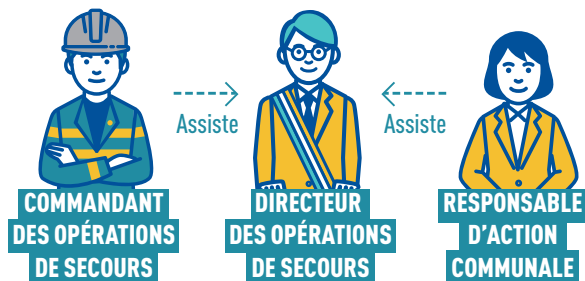 Assiste
Assiste
COMMANDANT
DES OPÉRATIONS
DE SECOURS
DIRECTEUR
DES OPÉRATIONS
DE SECOURS
RESPONSABLE
D'ACTION
COMMUNALE